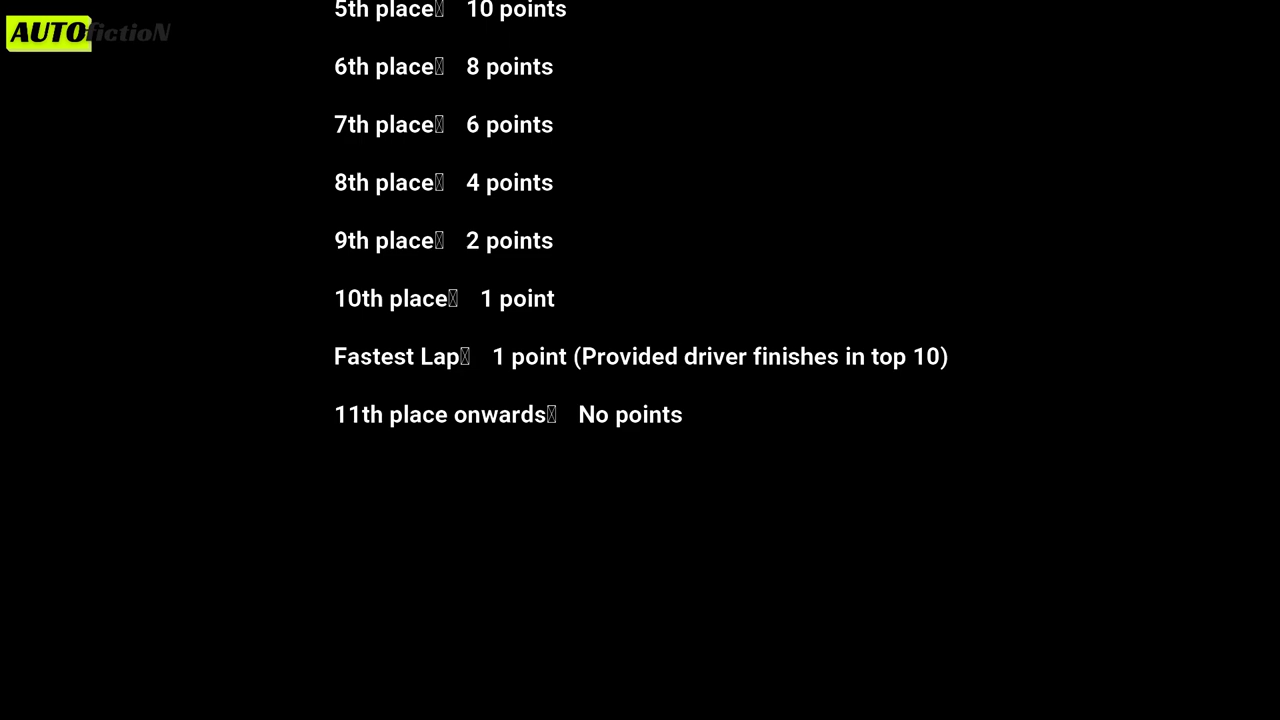 AUTOfictioN
5th place 10 points
6th place 8 points
7th place 6 points
8th place 4 points
9th place 2 points
10th place 1 point
Fastest Lap 1 point (Provided driver finishes in top 10)
11th place onwards No points